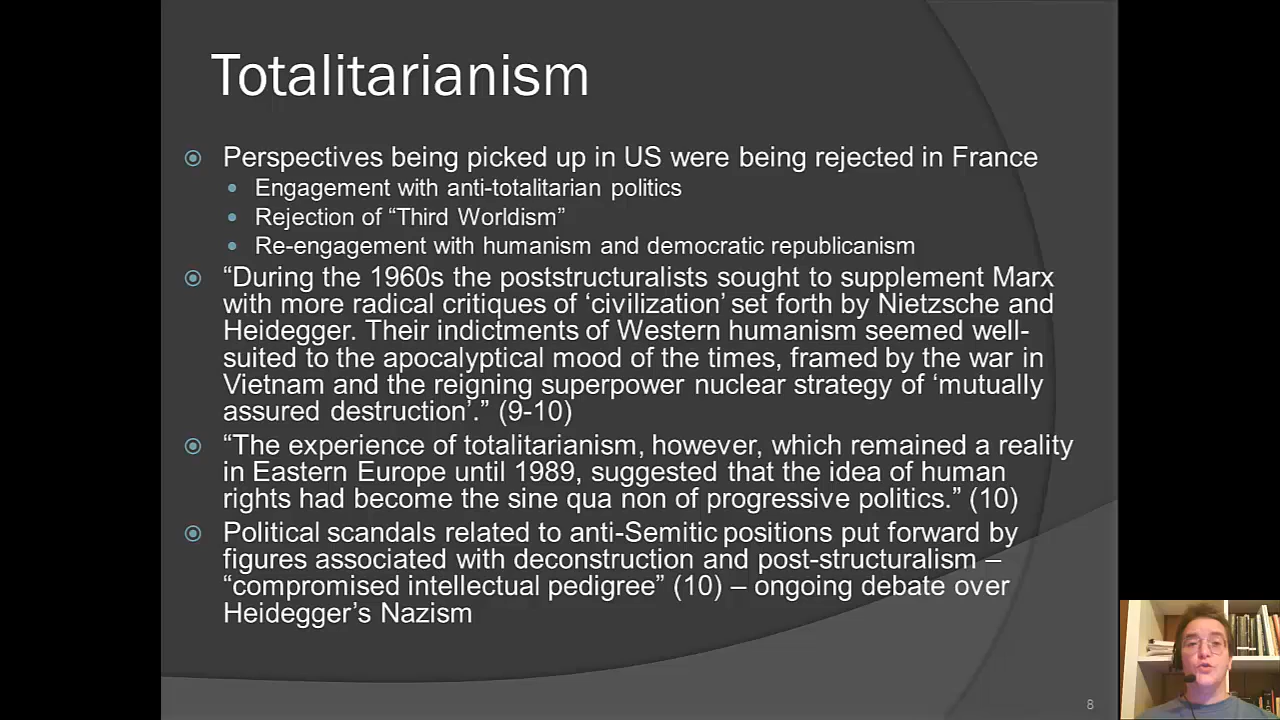 Totalitarianism
Perspectives being picked up in US were being rejected in France
Engagement with anti-totalitarian politics
Rejection of “Third Worldism”
Re-engagement with humanism and democratic republicanism
“During the 1960s the poststructuralists sought to supplement Marx
with more radical critiques of ‘civilization’ set forth by Nietzsche and
Heidegger. Their indictments of Western humanism seemed well-
suited to the apocalyptical mood of the times, framed by the war in
Vietnam and the reigning superpower nuclear strategy of ‘mutually
assured destruction’.” (9-10)
“The experience of totalitarianism, however, which remained a reality
in Eastern Europe until 1989, suggested that the idea of human
rights had become the sine qua non of progressive politics.” (10)
Political scandals related to anti-Semitic positions put forward by
figures associated with deconstruction and post-structuralism –
“compromised intellectual pedigree” (10) – ongoing debate over
Heidegger’s Nazism
8